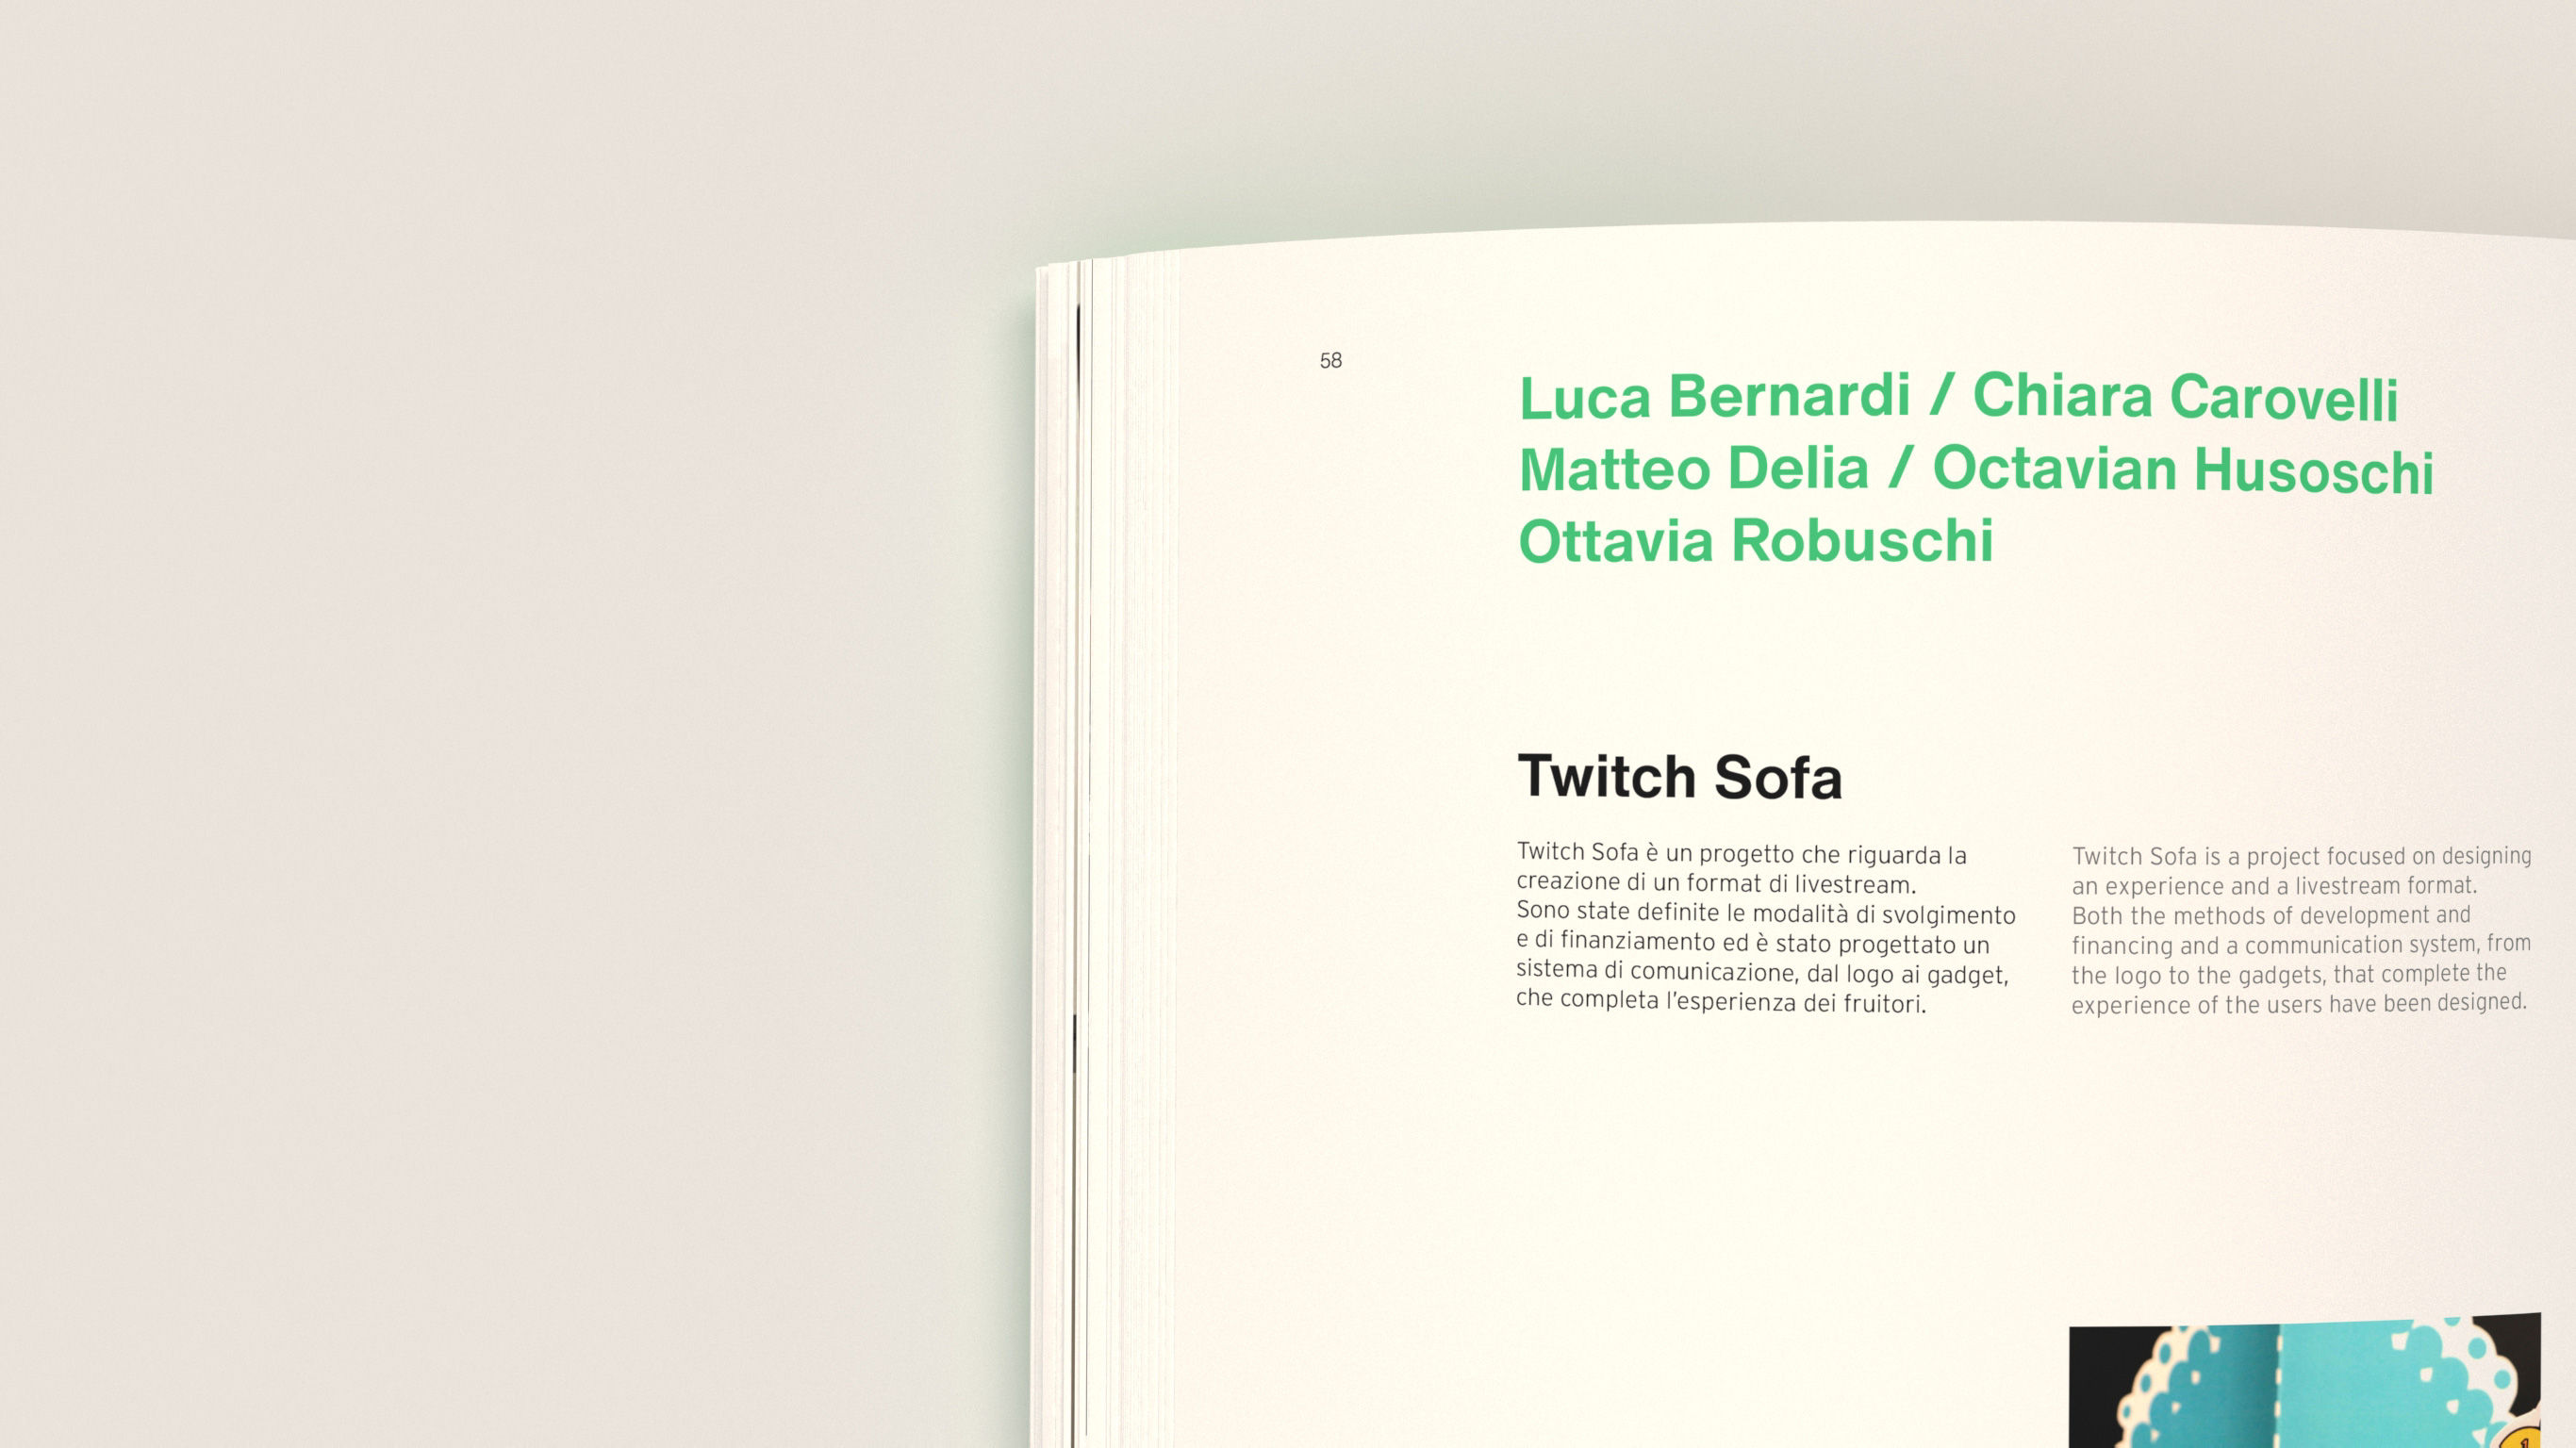 58
Luca Bernardi / Chiara Carovelli
Matteo Delia / Octavian Husoschi
Ottavia Robuschi
Twitch Sofa
Twitch Sofa è un progetto che riguarda la
creazione di un format di livestream.
Sono state definite le modalità di svolgimento
e di finanziamento ed è stato progettato un
sistema di comunicazione, dal logo ai gadget,
che completa l’esperienza dei fruitori.
Twitch Sofa is a project focused on designing
an experience and a livestream format.
Both the methods of development and
financing and a communication system, from
the logo to the gadgets, that complete the
experience of the users have been designed.